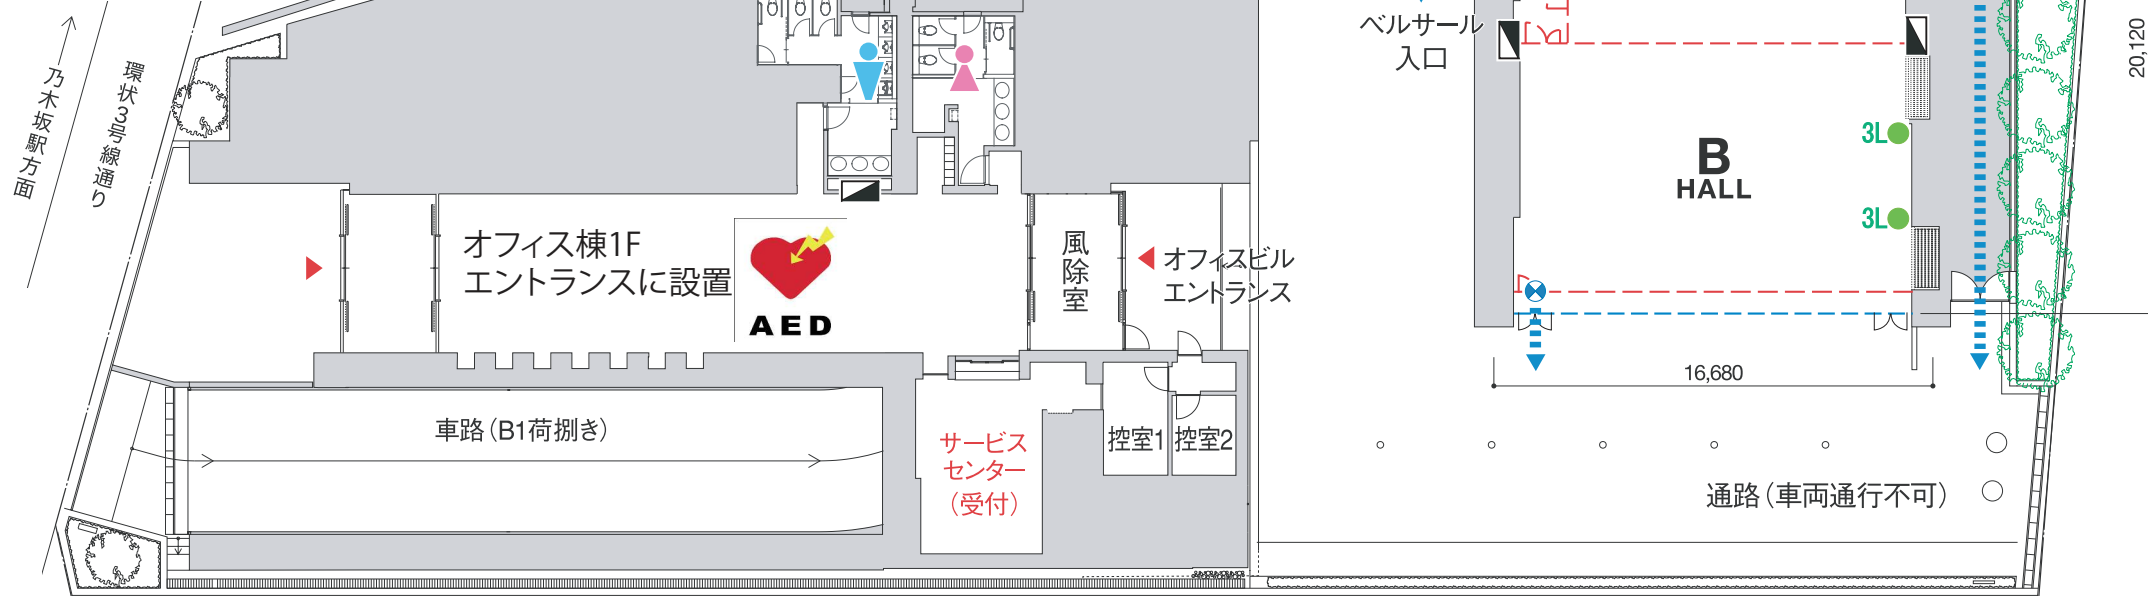 乃木坂駅方面
環状3号線通り
オフィス棟1F
エントランスに設置
AED
風除室
オフィスビル
エントランス
車路(B1荷捌き)
サービス
センター
(受付)
控室1
控室2
ベルサール
入口
B
HALL
3L
3L
16,680
20,120
通路(車両通行不可)